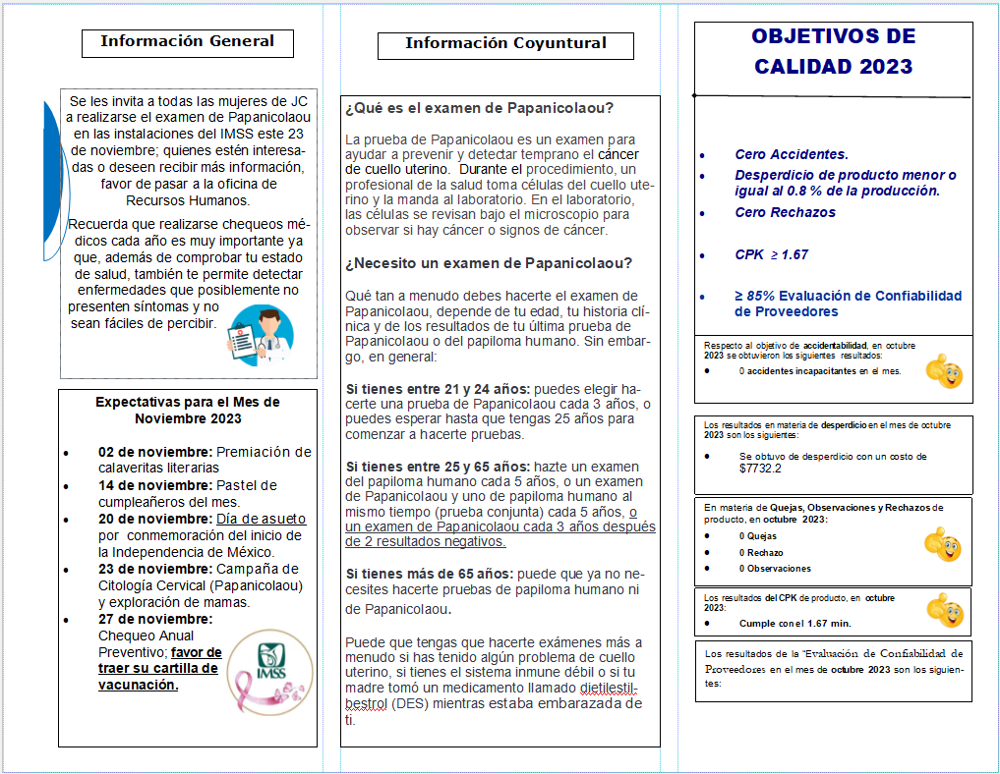 Información General
Se les invita a todas las mujeres de JC
a realizarse el examen de Papanicolaou
en las instalaciones del IMSS este 23
de noviembre; quienes estén interesa-
das o deseen recibir más información,
favor de pasar a la oficina de
Recursos Humanos.
Recuerda que realizarse chequeos mé-
dicos cada año es muy importante ya
que, además de comprobar tu estado
de salud, también te permite detectar
enfermedades que posiblemente no
presenten síntomas y no
sean fáciles de percibir.
Expectativas para el Mes de
Noviembre 2023
• 02 de noviembre: Premiación de
calaveritas literarias
• 14 de noviembre: Pastel de
cumpleañeros del mes.
• 20 de noviembre: Día de asueto
por conmemoración del inicio de
la Independencia de México.
• 23 de noviembre: Campaña de
Citología Cervical (Papanicolaou)
y exploración de mamas.
• 27 de noviembre:
Chequeo Anual
Preventivo; favor de
traer su cartilla de
vacunación.
IMSS
Información Coyuntural
¿Qué es el examen de Papanicolaou?
La prueba de Papanicolaou es un examen para
ayudar a prevenir y detectar temprano el cáncer
de cuello uterino. Durante el procedimiento, un
profesional de la salud toma células del cuello ute-
rino y la manda al laboratorio. En el laboratorio,
las células se revisan bajo el microscopio para
observar si hay cáncer o signos de cáncer.
¿Necesito un examen de Papanicolaou?
Qué tan a menudo debes hacerte el examen de
Papanicolaou, depende de tu edad, tu historia clí-
nica y de los resultados de tu última prueba de
Papanicolaou o del papiloma humano. Sin embar-
go, en general:
Si tienes entre 21 y 24 años: puedes elegir ha-
certe una prueba de Papanicolaou cada 3 años, o
puedes esperar hasta que tengas 25 años para
comenzar a hacerte pruebas.
Si tienes entre 25 y 65 años: hazte un examen
del papiloma humano cada 5 años, o un examen
de Papanicolaou y uno de papiloma humano al
mismo tiempo (prueba conjunta) cada 5 años, o
un examen de Papanicolaou cada 3 años después
de 2 resultados negativos.
Si tienes más de 65 años: puede que ya no ne-
cesites hacerte pruebas de papiloma humano ni
de Papanicolaou.
Puede que tengas que hacerte exámenes más a
menudo si has tenido algún problema de cuello
uterino, si tienes el sistema inmune débil o si tu
madre tomó un medicamento llamado dietilestil-
bestrol (DES) mientras estaba embarazada de
ti.
OBJETIVOS DE
CALIDAD 2023
• Cero Accidentes.
• Desperdicio de producto menor o
igual al 0.8 % de la producción.
• Cero Rechazos
• CPK ≥ 1.67
• ≥ 85% Evaluación de Confiabilidad
de Proveedores
Respecto al objetivo de accidentabilidad, en octubre
2023 se obtuvieron los siguientes resultados:
• 0 accidentes incapacitantes en el mes.
Los resultados en materia de desperdicio en el mes de octubre
2023 son los siguientes:
• Se obtuvo de desperdicio con un costo de
$7732.2
En materia de Quejas, Observaciones y Rechazos de
producto, en octubre 2023:
• 0 Quejas
• 0 Rechazo
• 0 Observaciones
Los resultados del CPK de producto, en octubre
2023:
• Cumple con el 1.67 min.
Los resultados de la "Evaluación de Confiabilidad de
Proveedores en el mes de octubre 2023 son los siguien-
tes: